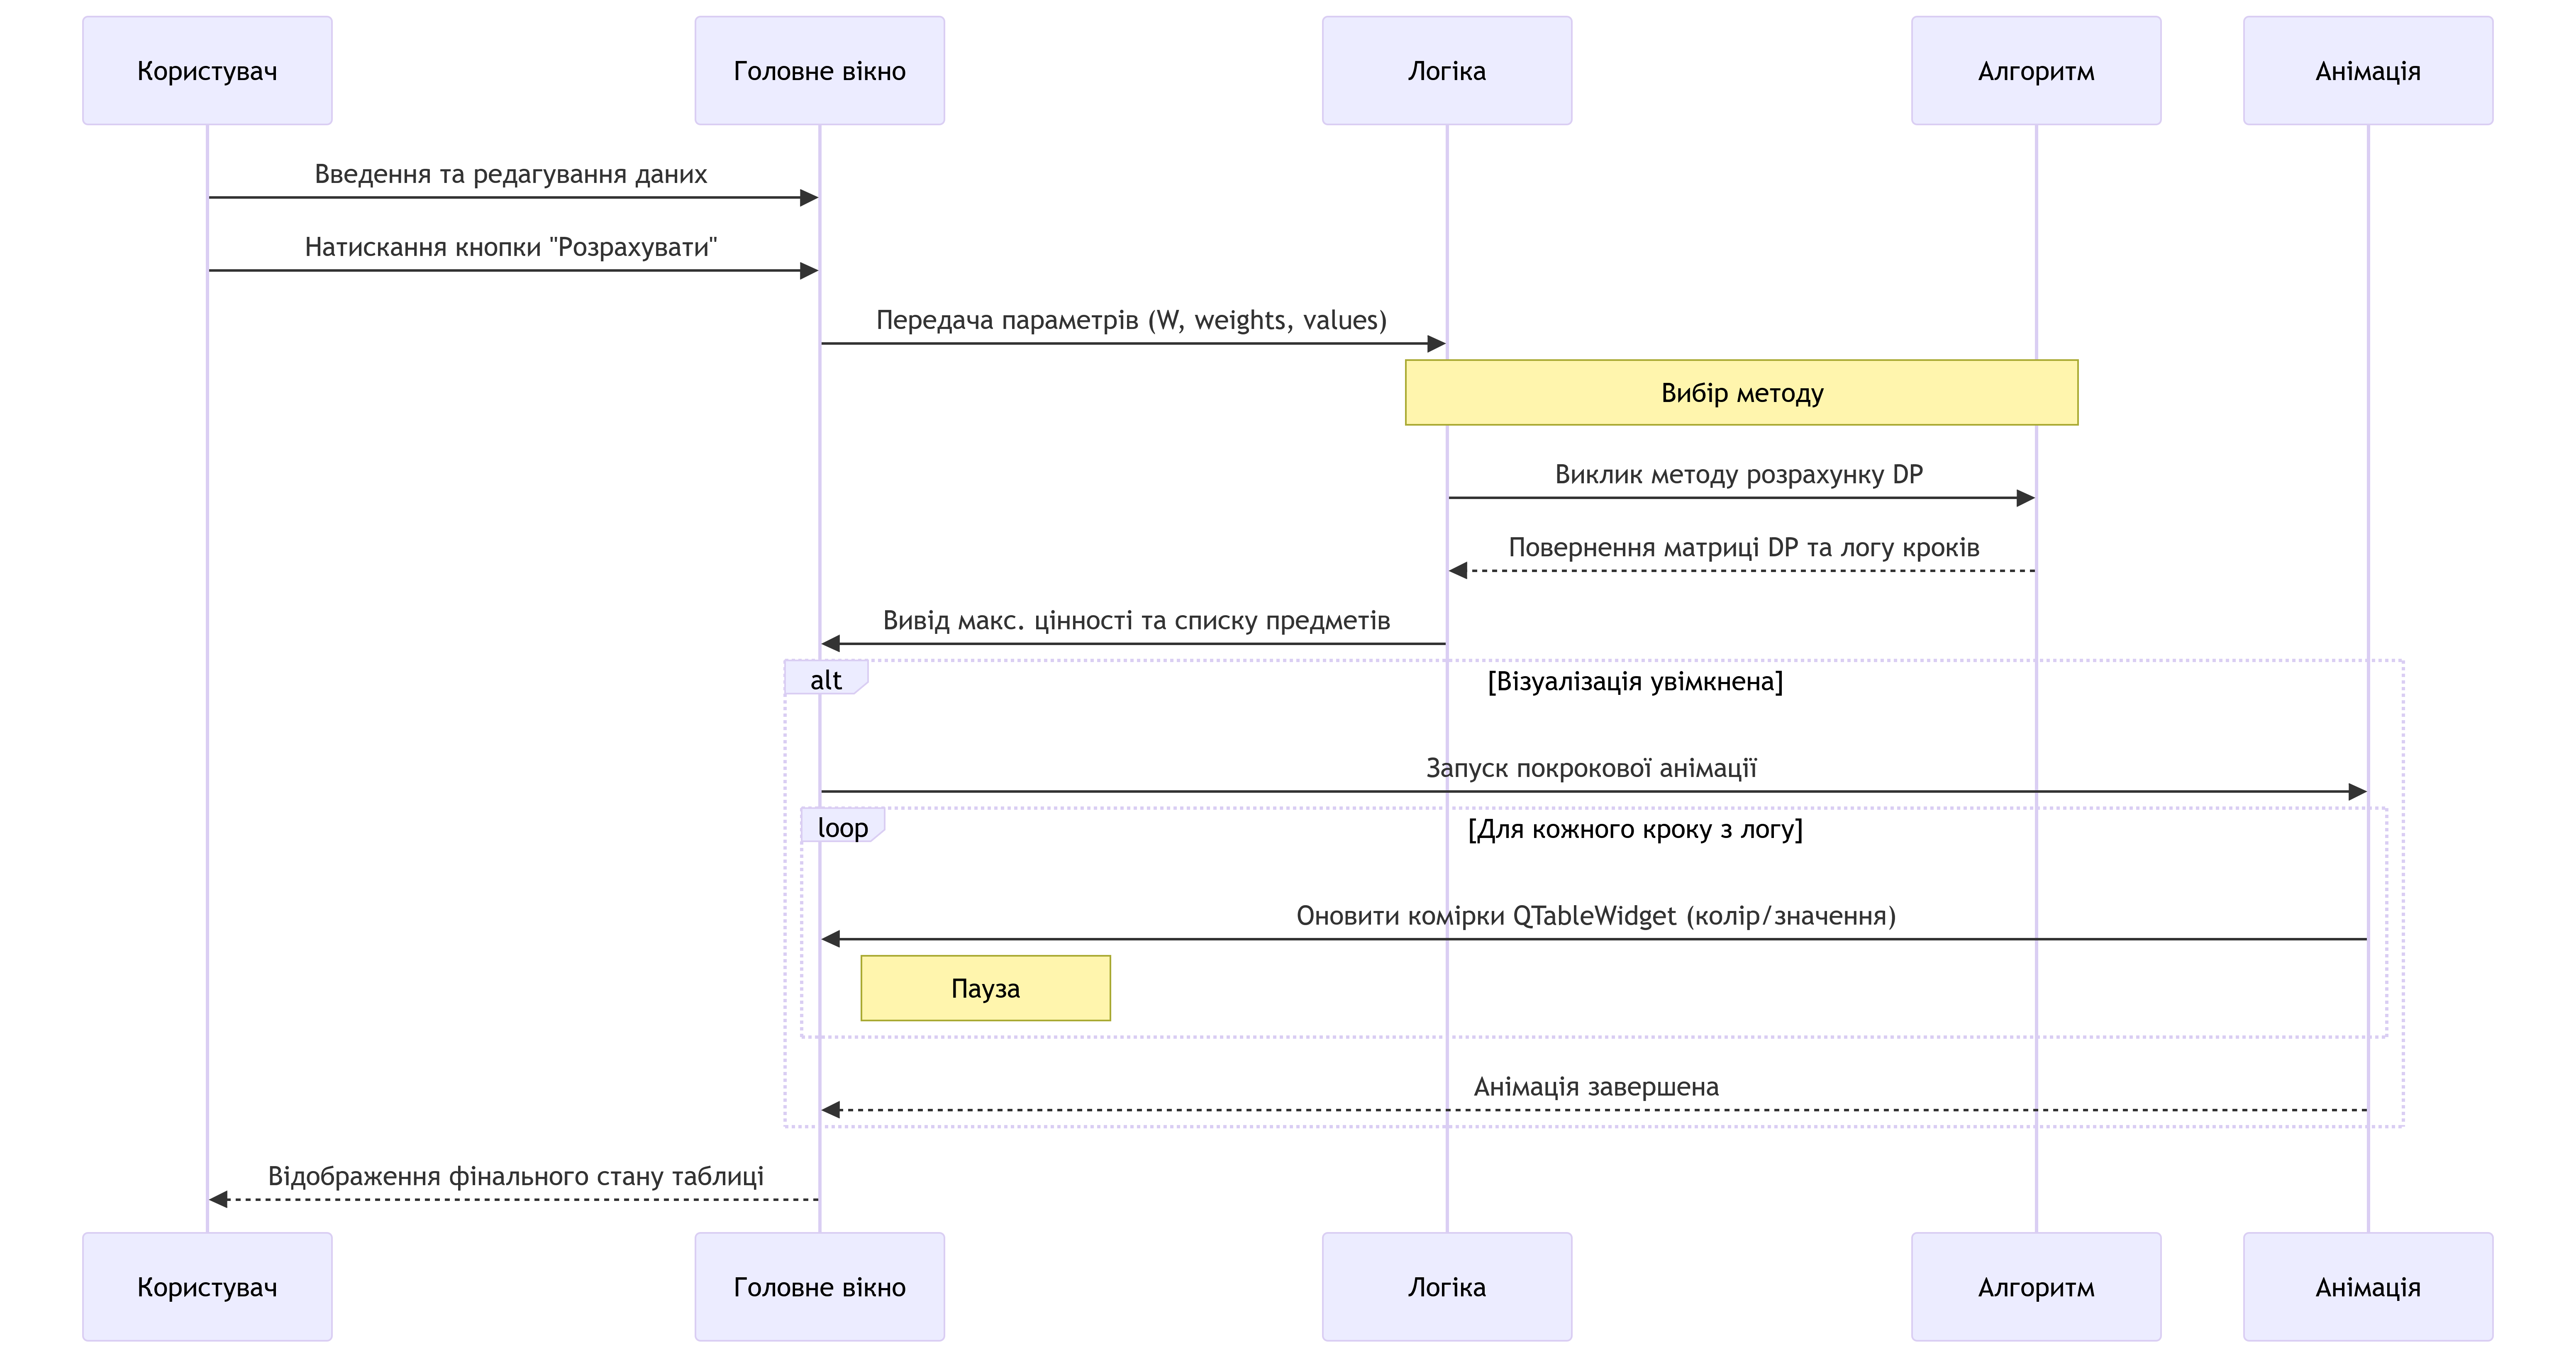 Користувач
Головне вікно
Логіка
Алгоритм
Анімація
Введення та редагування даних
Натискання кнопки "Розрахувати"
Передача параметрів (W, weights, values)
Вибір методу
Виклик методу розрахунку DP
Повернення матриці DP та логу кроків
Вивід макс. цінності та списку предметів
alt
[Візуалізація увімкнена]
Запуск покрокової анімації
loop
[Для кожного кроку з логу]
Оновити комірки QTableWidget (колір/значення)
Пауза
Анімація завершена
Відображення фінального стану таблиці
Користувач
Головне вікно
Логіка
Алгоритм
Анімація